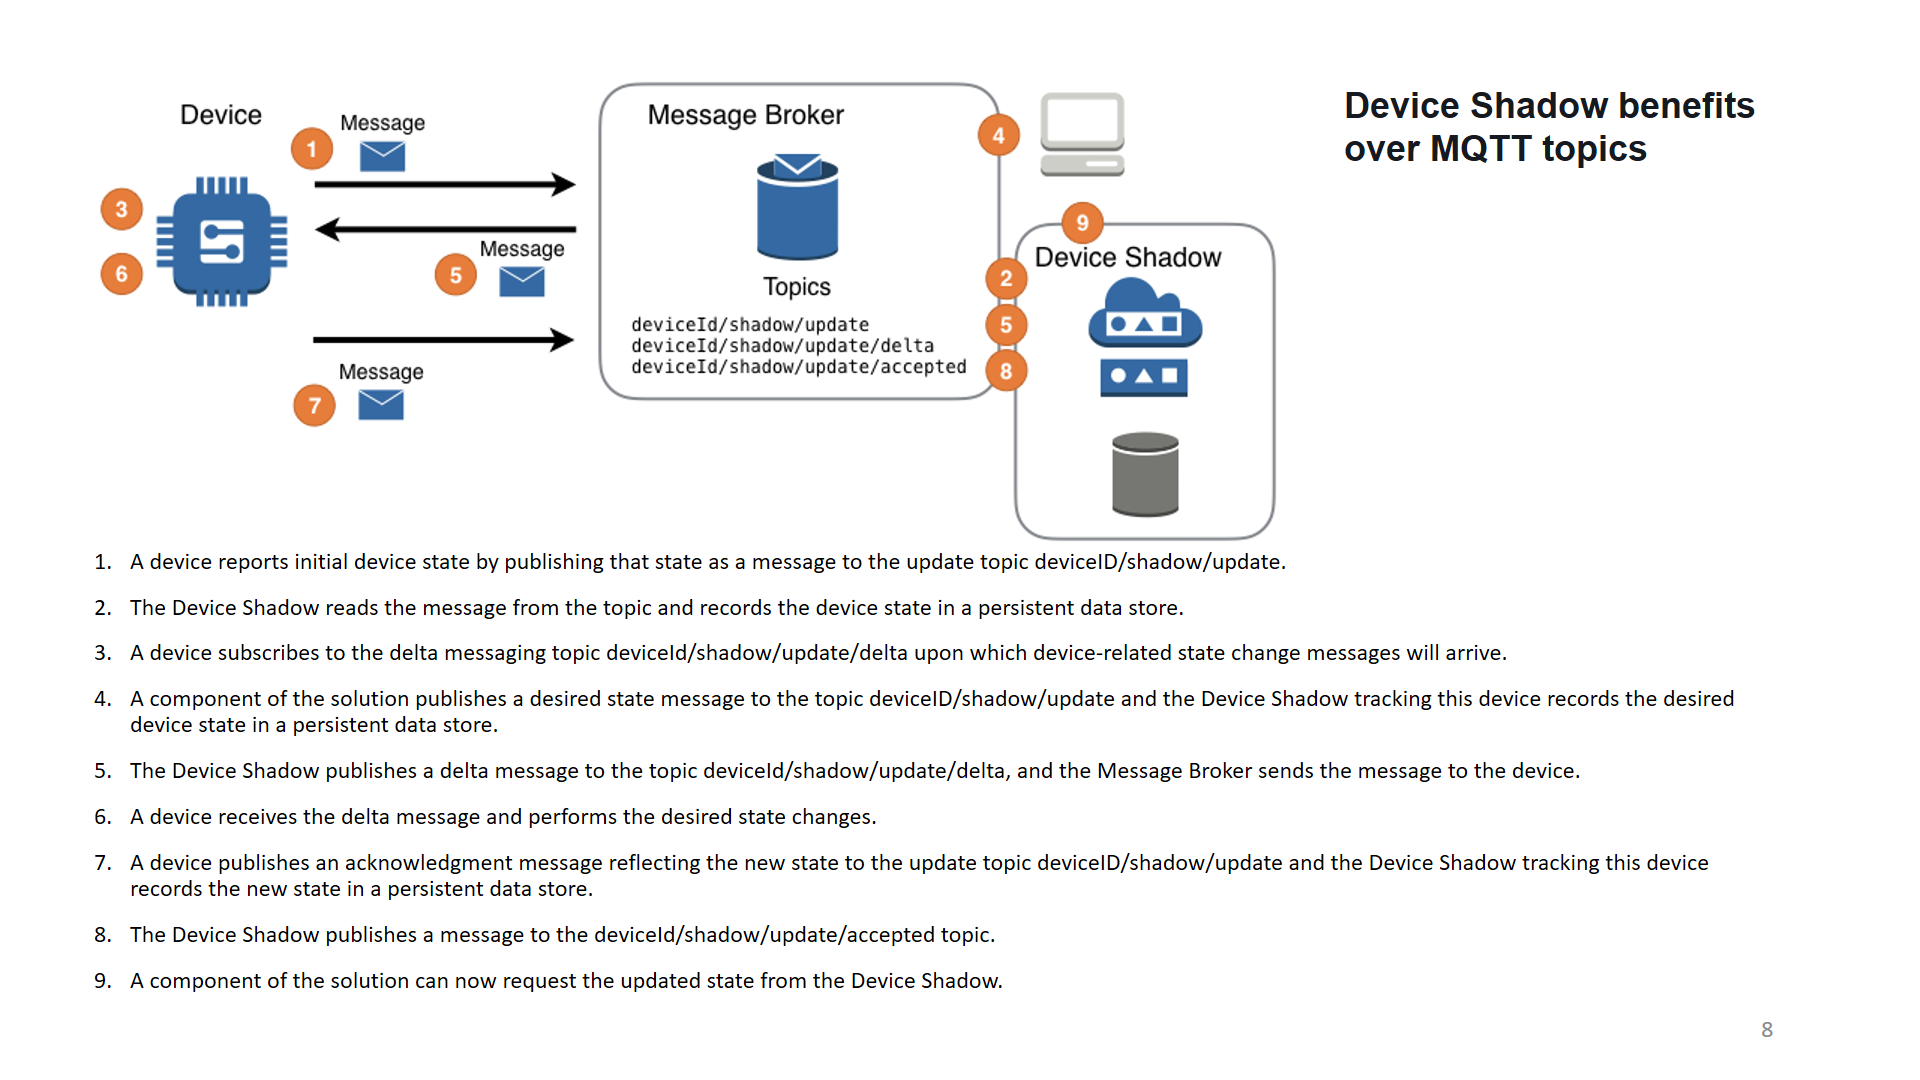 Device Shadow benefits
over MQTT topics
Device
Message
1
3
6
Message
5
Message
7
Message Broker
Topics
deviceId/shadow/update
deviceId/shadow/update/delta
deviceId/shadow/update/accepted
4
9
Device Shadow
2
5
8
1. A device reports initial device state by publishing that state as a message to the update topic deviceID/shadow/update.
2. The Device Shadow reads the message from the topic and records the device state in a persistent data store.
3. A device subscribes to the delta messaging topic deviceId/shadow/update/delta upon which device-related state change messages will arrive.
4. A component of the solution publishes a desired state message to the topic deviceID/shadow/update and the Device Shadow tracking this device records the desired
device state in a persistent data store.
5. The Device Shadow publishes a delta message to the topic deviceId/shadow/update/delta, and the Message Broker sends the message to the device.
6. A device receives the delta message and performs the desired state changes.
7. A device publishes an acknowledgment message reflecting the new state to the update topic deviceID/shadow/update and the Device Shadow tracking this device
records the new state in a persistent data store.
8. The Device Shadow publishes a message to the deviceId/shadow/update/accepted topic.
9. A component of the solution can now request the updated state from the Device Shadow.
8